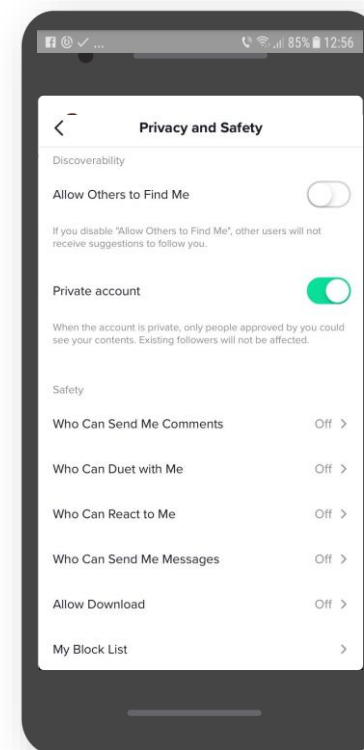 ... 85% 12:56
Privacy and Safety
Discoverability
Allow Others to Find Me
If you disable "Allow Others to Find Me", other users will not
receive suggestions to follow you.
Private account
When the account is private, only people approved by you could
see your contents. Existing followers will not be affected.
Safety
Who Can Send Me Comments Off >
Who Can Duet with Me Off >
Who Can React to Me Off >
Who Can Send Me Messages Off >
Allow Download Off >
My Block List >